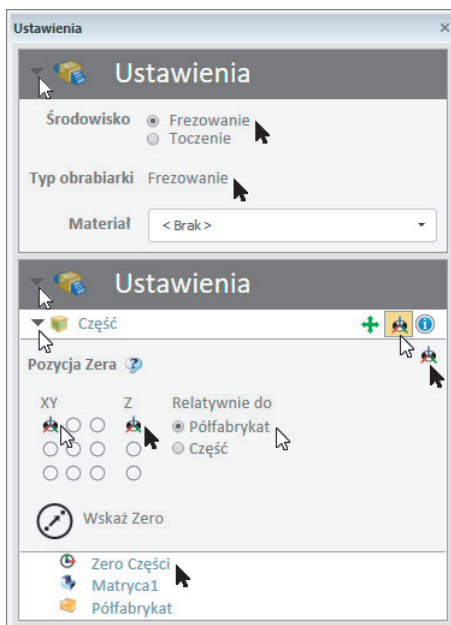 Ustawienia
Ustawienia
Środowisko Frezowanie
Toczenie
Typ obrabiarki Frezowanie
Materiał < Brak >
Ustawienia
Część
Pozycja Zera
XY Z Relatywnie do
Półfabrykat
Część
Wskaż Zero
Zero Części
Matryca1
Półfabrykat